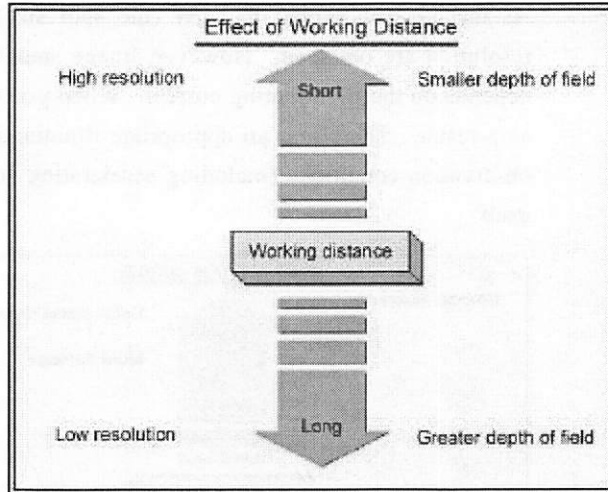 Effect of Working Distance
High resolution
Short
Smaller depth of field
Working distance
Low resolution
Long
Greater depth of field